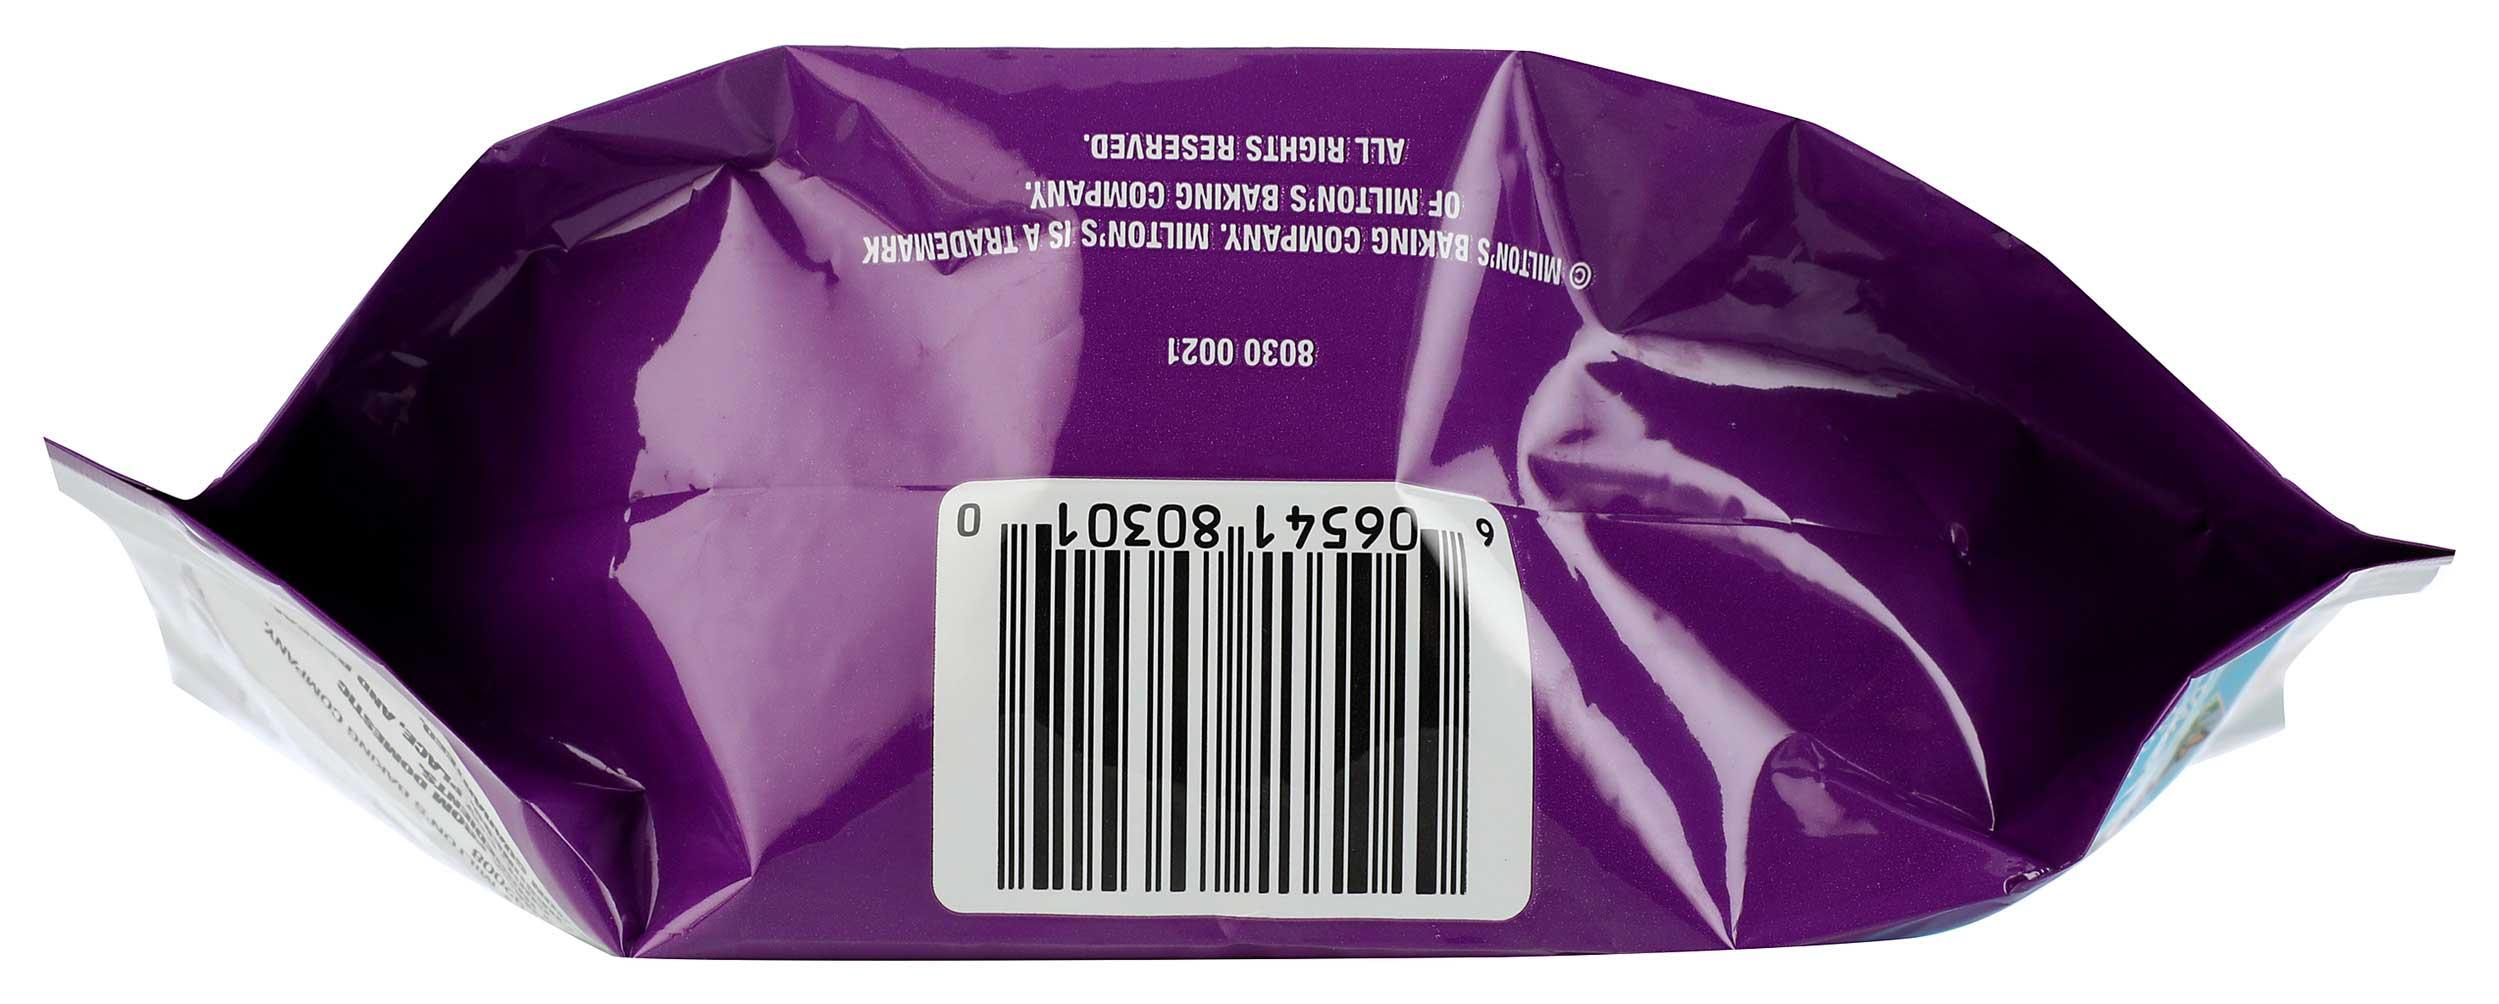 6 06541 80301 0
8030 0021
© MILTON'S BAKING COMPANY. MILTON'S IS A TRADEMARK
OF MILTON'S BAKING COMPANY.
ALL RIGHTS RESERVED.